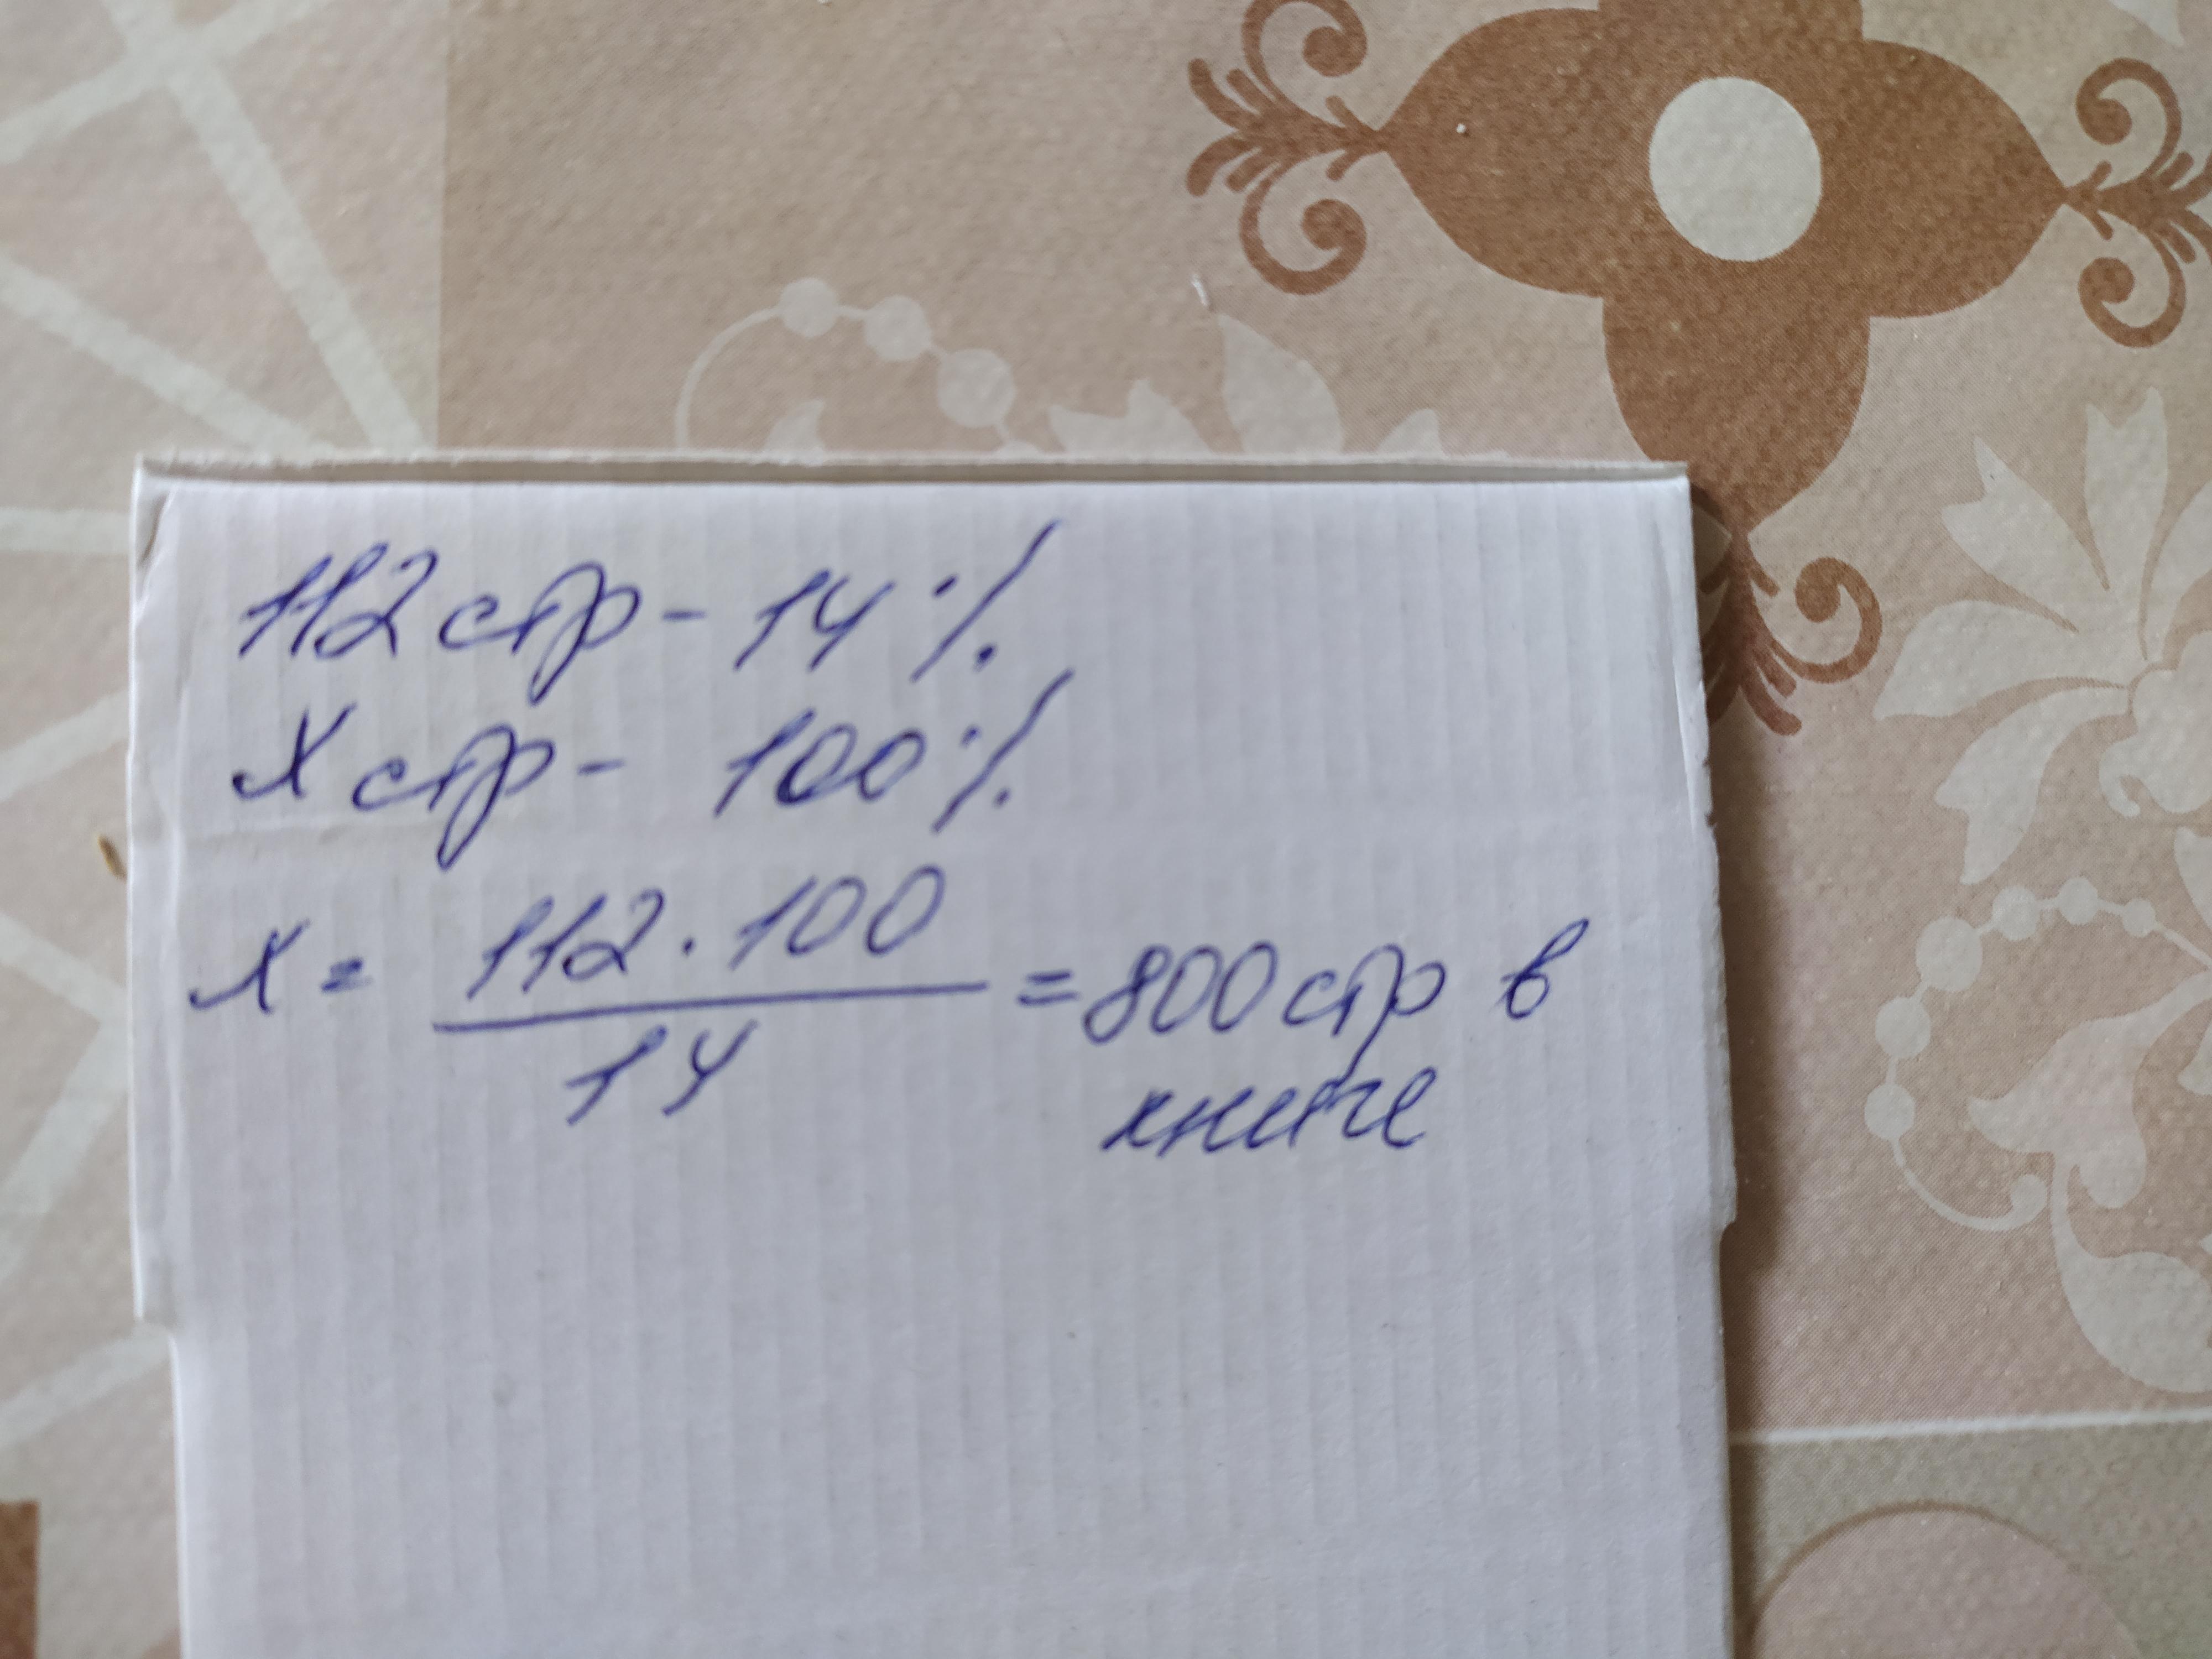 112 стр - 14 %
X стр - 100 %
X = 112 · 100 / 14 = 800 стр в
книге